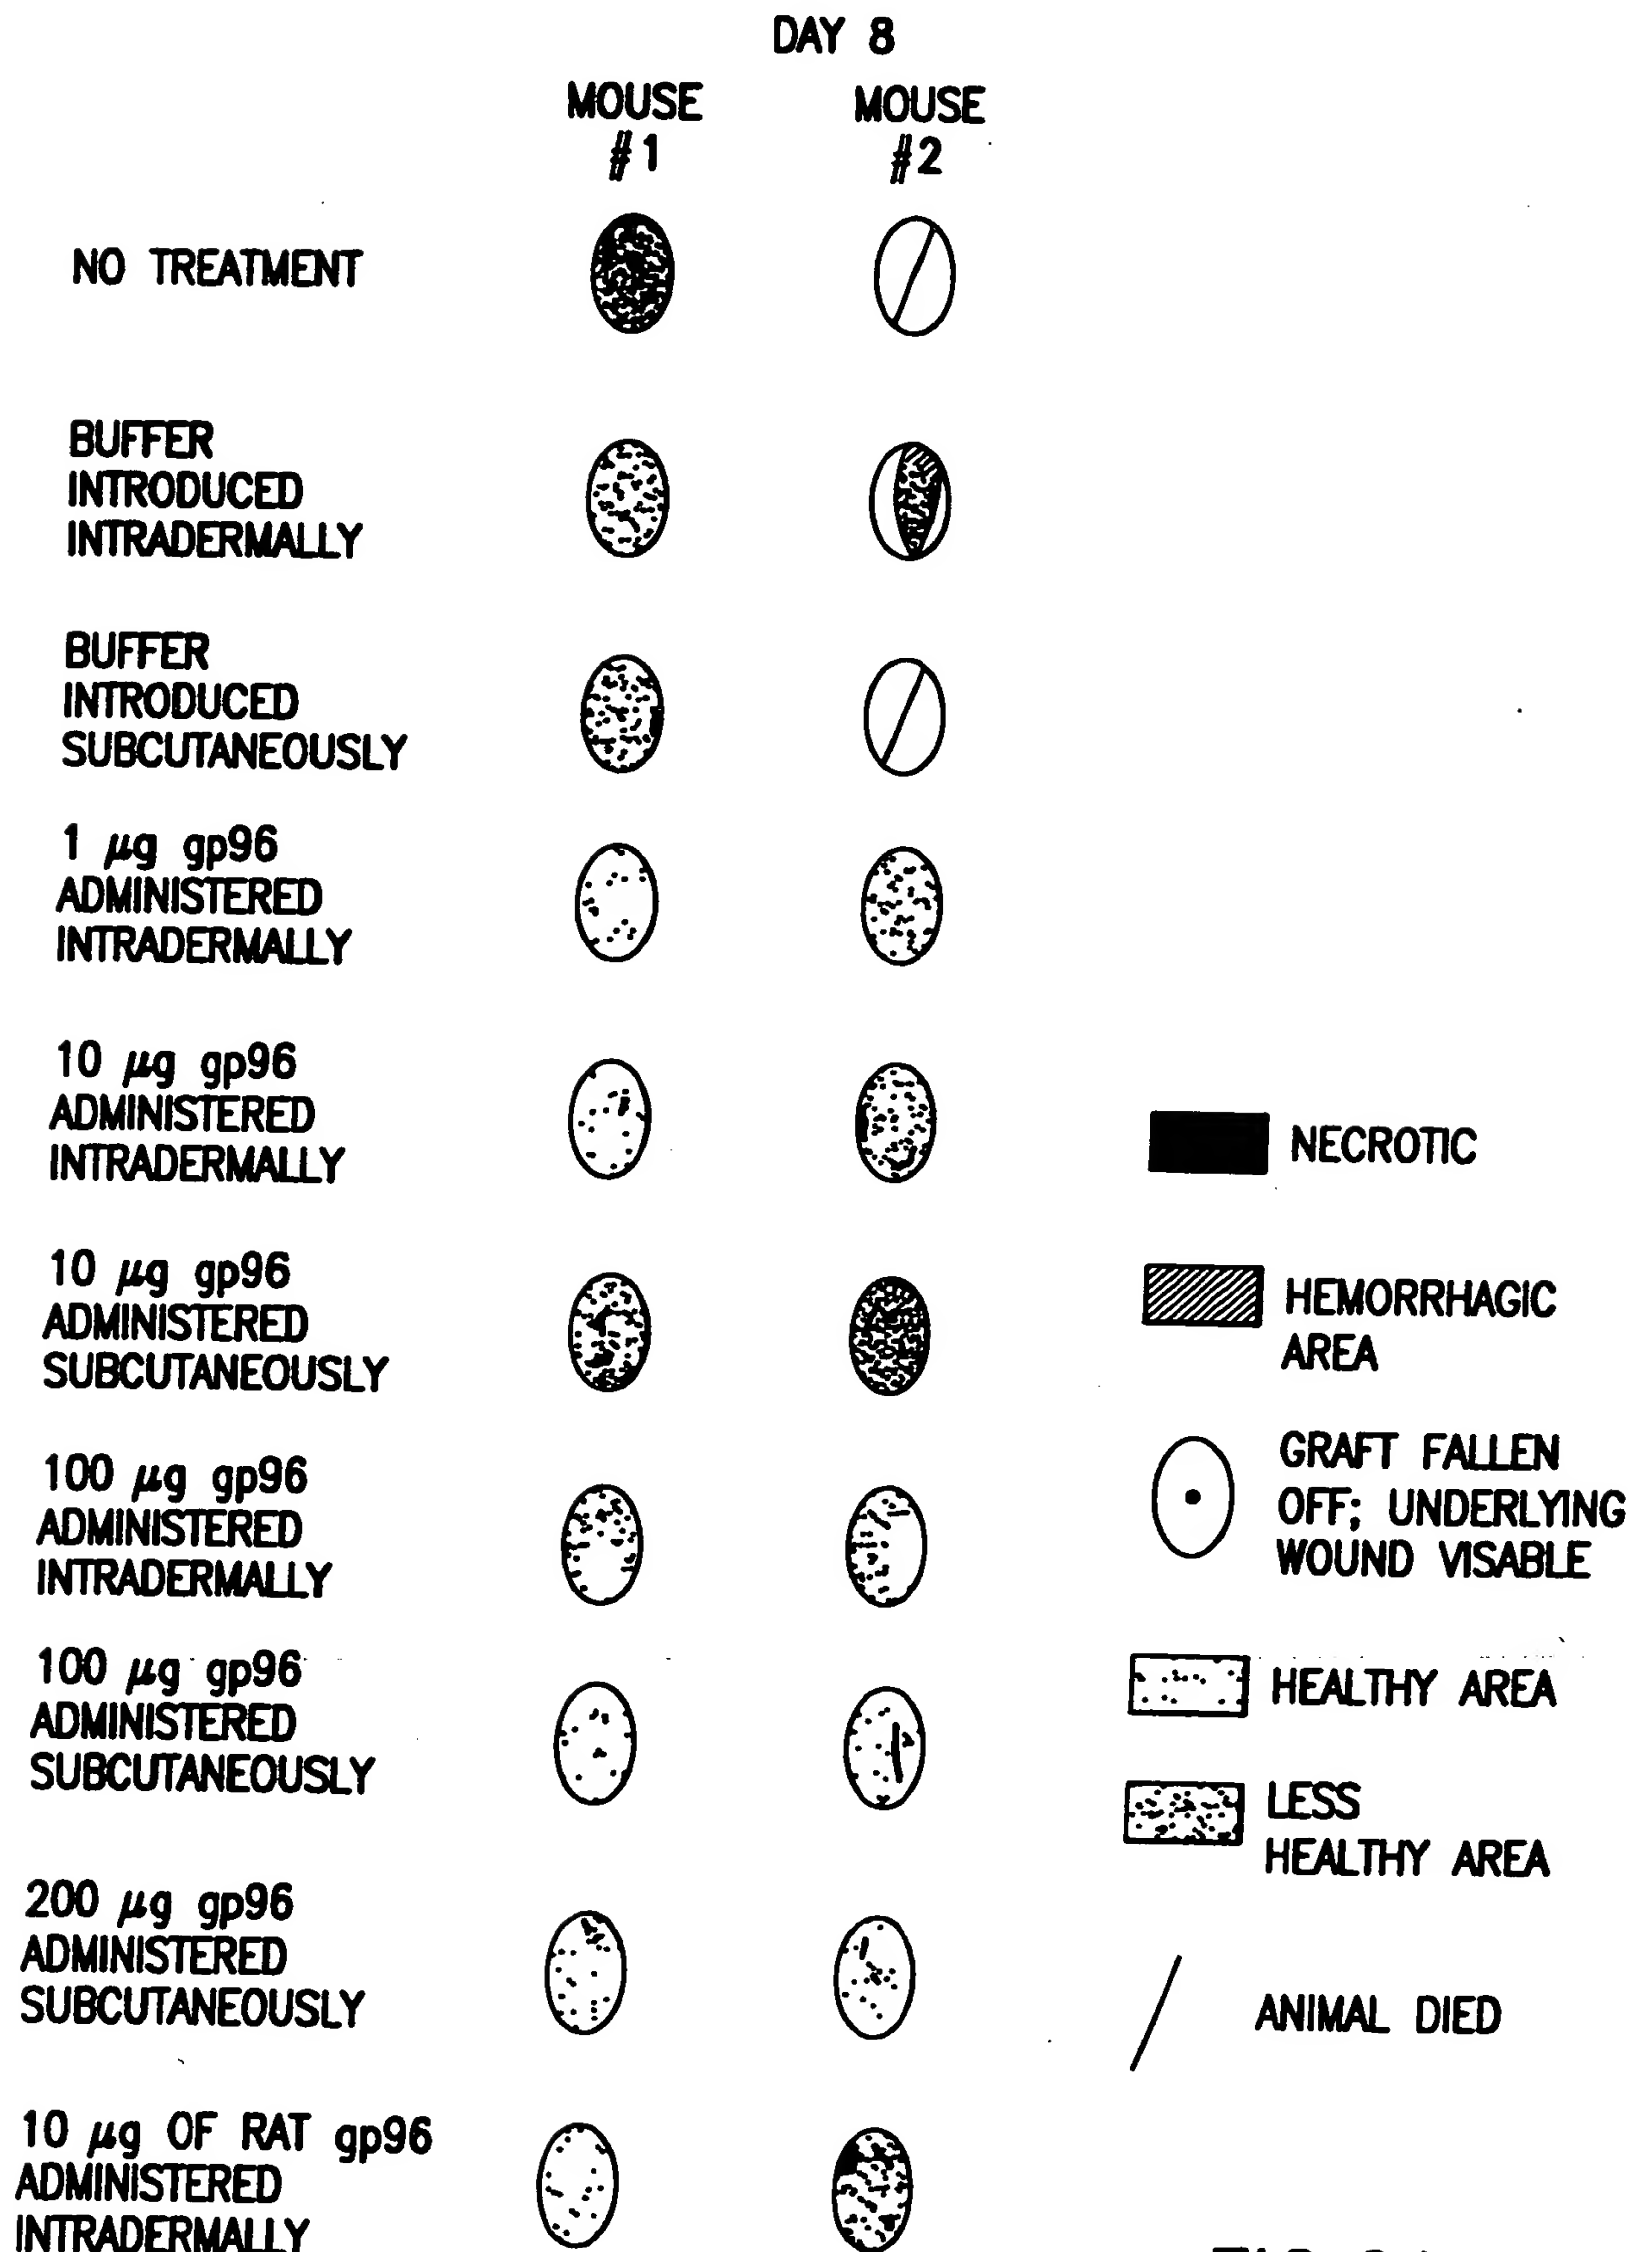 DAY 8
MOUSE
#1
MOUSE
#2
NO TREATMENT
BUFFER
INTRODUCED
INTRADERMALLY
BUFFER
INTRODUCED
SUBCUTANEOUSLY
1 μg gp96
ADMINISTERED
INTRADERMALLY
10 μg gp96
ADMINISTERED
INTRADERMALLY
10 μg gp96
ADMINISTERED
SUBCUTANEOUSLY
100 μg gp96
ADMINISTERED
INTRADERMALLY
100 μg gp96
ADMINISTERED
SUBCUTANEOUSLY
200 μg gp96
ADMINISTERED
SUBCUTANEOUSLY
10 μg OF RAT gp96
ADMINISTERED
INTRADERMALLY
NECROTIC
HEMORRHAGIC
AREA
GRAFT FALLEN
OFF; UNDERLYING
WOUND VISABLE
HEALTHY AREA
LESS
HEALTHY AREA
ANIMAL DIED